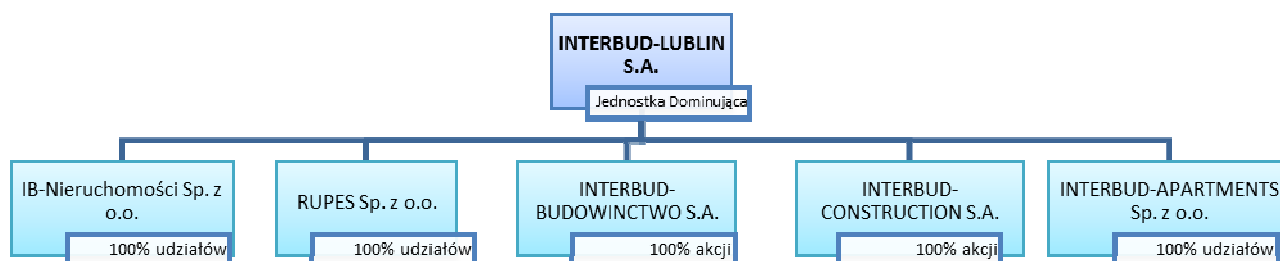 INTERBUD-LUBLIN
S.A.
Jednostka Dominująca
IB-Nieruchomości Sp. z
o.o.
100% udziałów
RUPES Sp. z o.o.
100% udziałów
INTERBUD-
BUDOWINCTWO S.A.
100% akcji
INTERBUD-
CONSTRUCTION S.A.
100% akcji
INTERBUD-APARTMENTS
Sp. z o.o.
100% udziałów